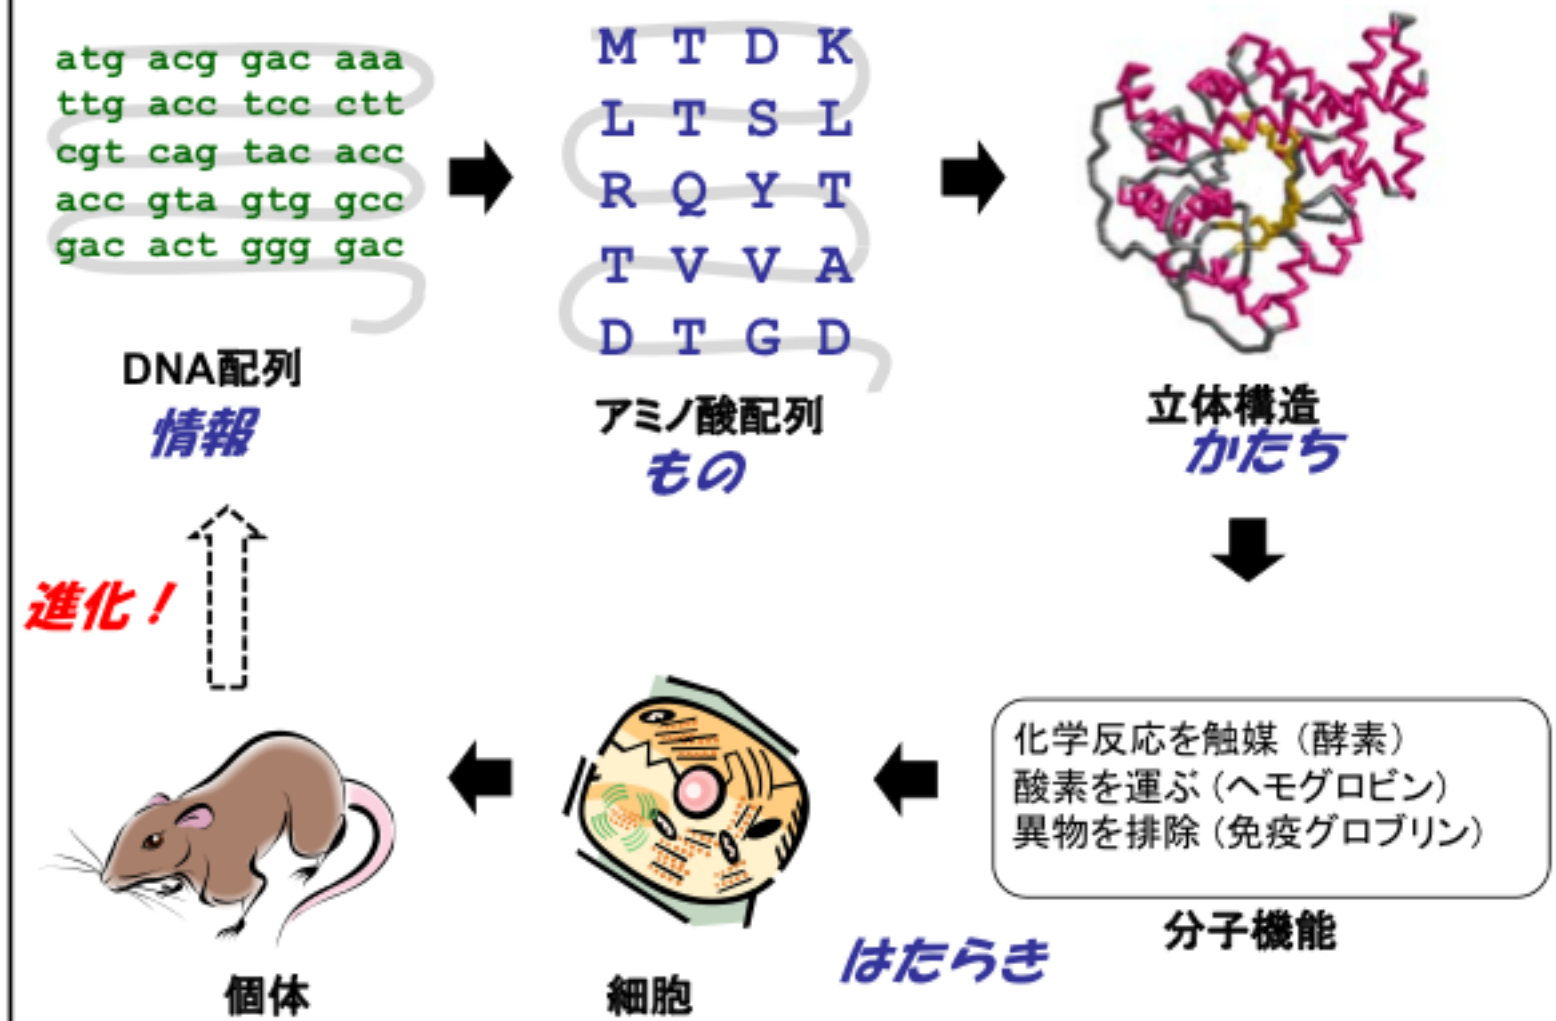 atg acg gac aaa
ttg acc tcc ctt
cgt cag tac acc
acc gta gtg gcc
gac act ggg gac
DNA配列
情報
M T D K
L T S L
R Q Y T
T V V A
D T G D
アミノ酸配列
もの
立体構造
かたち
進化！
化学反応を触媒（酵素）
酸素を運ぶ（ヘモグロビン）
異物を排除（免疫グロブリン）
分子機能
はたらき
細胞
個体